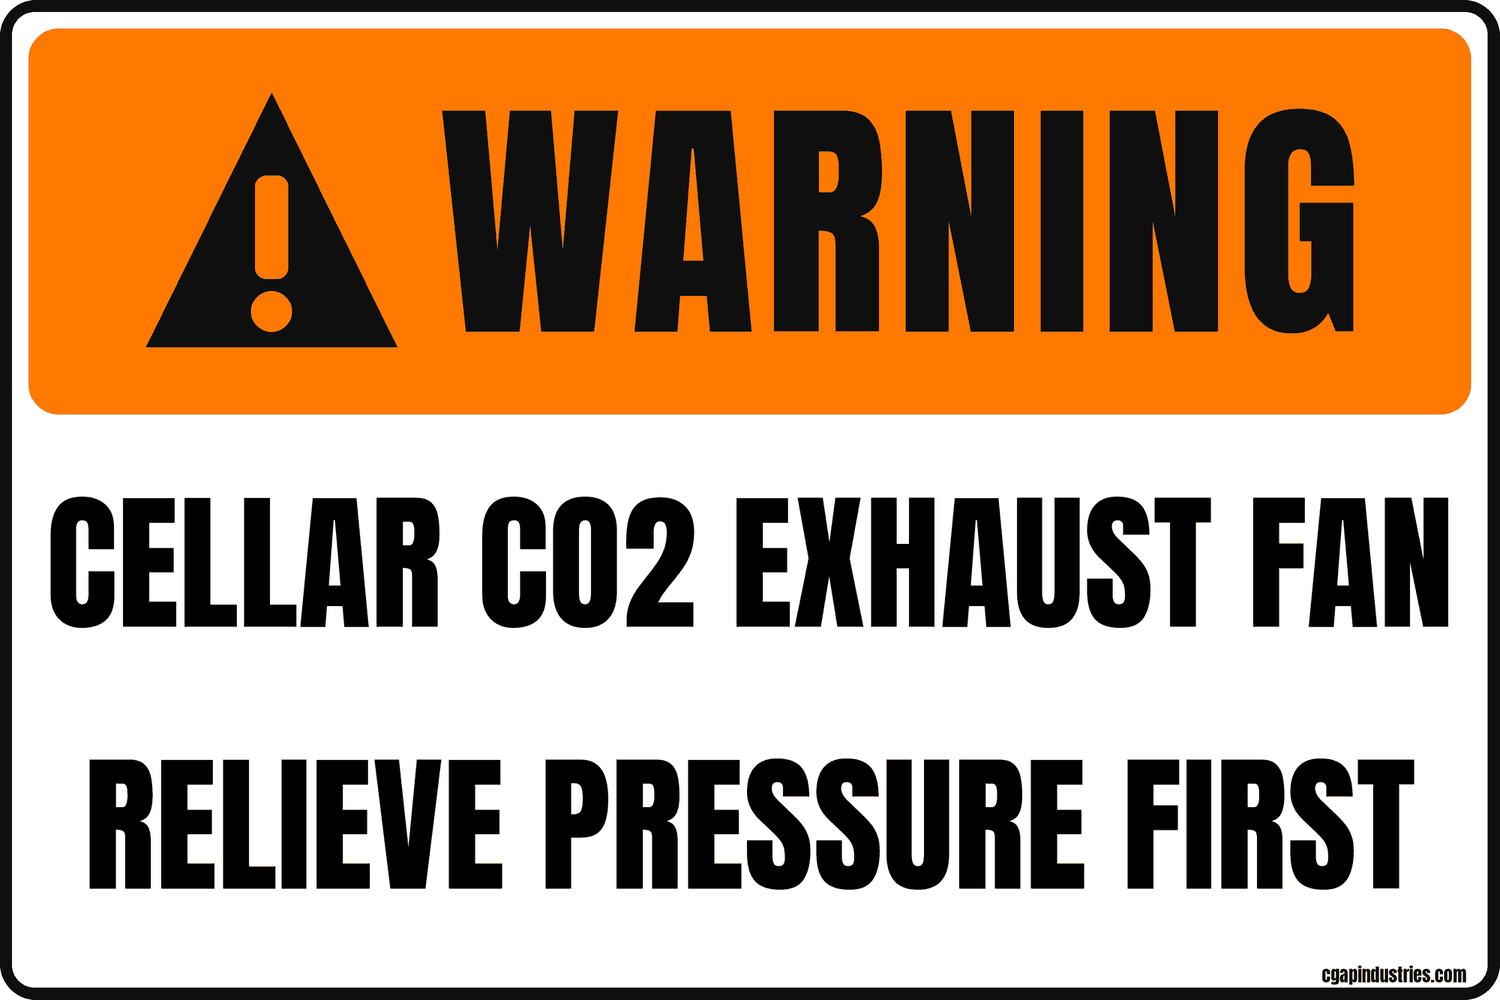 WARNING
CELLAR CO2 EXHAUST FAN
RELIEVE PRESSURE FIRST
cgapindustries.com